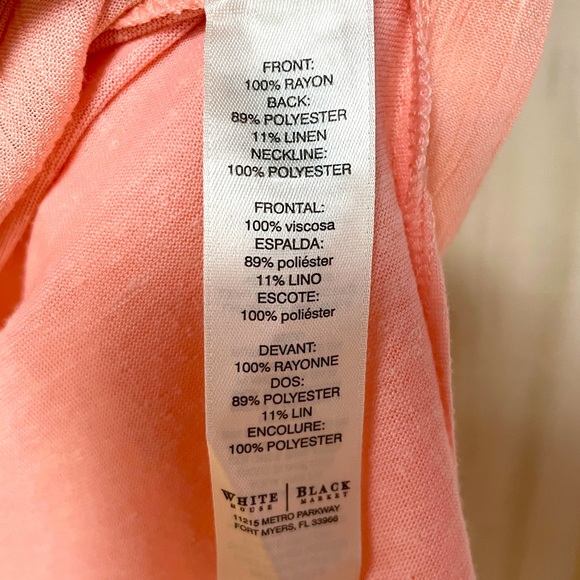 FRONT:
100% RAYON
BACK:
89% POLYESTER
11% LINEN
NECKLINE:
100% POLYESTER
FRONTAL:
100% viscosa
ESPALDA:
89% poliéster
11% LINO
ESCOTE:
100% poliéster
DEVANT:
100% RAYONNE
DOS:
89% POLYESTER
11% LIN
ENCOLURE:
100% POLYESTER
WHITE | BLACK
HOUSE MARKET
11215 METRO PARKWAY
FORT MYERS, FL 33966